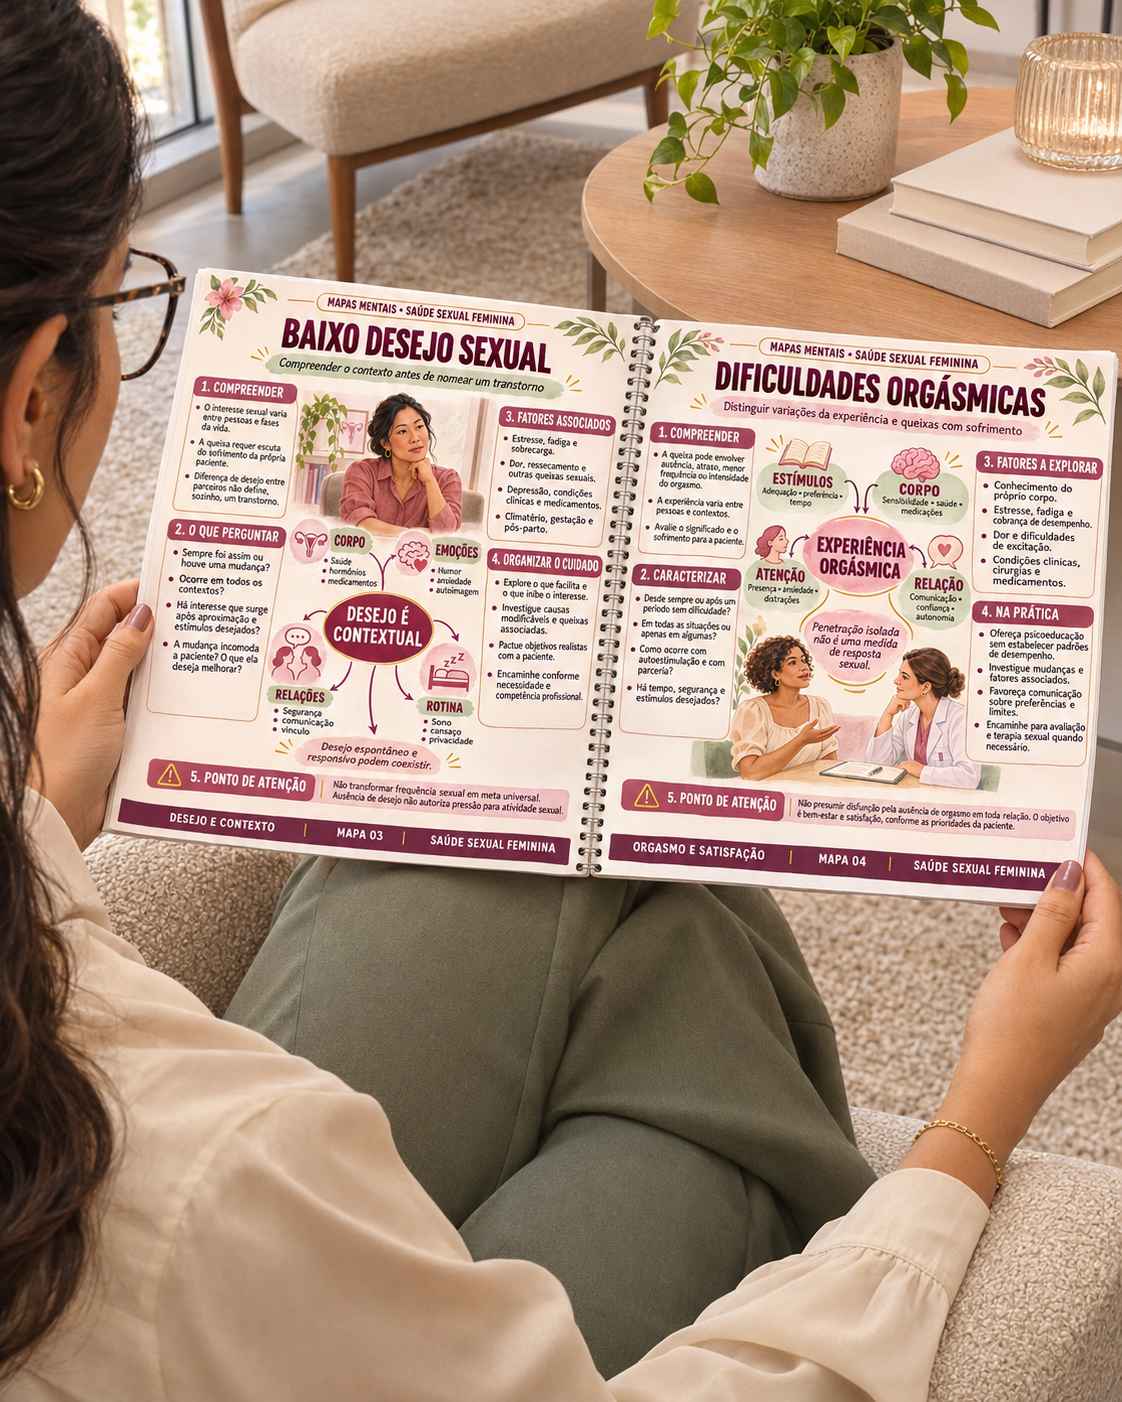 MAPAS MENTAIS • SAÚDE SEXUAL FEMININA
BAIXO DESEJO SEXUAL
Compreender o contexto antes de nomear um transtorno
1. COMPREENDER
• O interesse sexual varia
entre pessoas e fases
da vida.
• A queixa requer escuta
do sofrimento da própria
paciente.
• Diferença de desejo entre
parceiros não define,
sozinho, um transtorno.
2. O QUE PERGUNTAR
• Sempre foi assim ou
houve uma mudança?
• Ocorre em todos os
contextos?
• Há interesse que surge
após aproximação e
estímulos desejados?
• A mudança incomoda
a paciente? O que ela
deseja melhorar?
CORPO
• Saúde
• hormônios
• medicamentos
EMOÇÕES
• Humor
• ansiedade
• autoimagem
DESEJO É
CONTEXTUAL
RELAÇÕES
• Segurança
• comunicação
• vínculo
ZZZ
ROTINA
• Sono
• cansaço
• privacidade
Desejo espontâneo e
responsivo podem coexistir.
3. FATORES ASSOCIADOS
• Estresse, fadiga e
sobrecarga.
• Dor, ressecamento e
outras queixas sexuais.
• Depressão, condições
clínicas e medicamentos.
• Climatério, gestação e
pós-parto.
4. ORGANIZAR O CUIDADO
• Explore o que facilita e
o que inibe o interesse.
• Investigue causas
modificáveis e queixas
associadas.
• Pactue objetivos realistas
com a paciente.
• Encaminhe conforme
necessidade e
competência profissional.
5. PONTO DE ATENÇÃO
Não transformar frequência sexual em meta universal.
Ausência de desejo não autoriza pressão para atividade sexual.
DESEJO E CONTEXTO | MAPA 03 | SAÚDE SEXUAL FEMININA
MAPAS MENTAIS • SAÚDE SEXUAL FEMININA
DIFICULDADES ORGÁSMICAS
Distinguir variações da experiência e queixas com sofrimento
1. COMPREENDER
• A queixa pode envolver
ausência, atraso, menor
frequência ou intensidade
do orgasmo.
• A experiência varia entre
pessoas e contextos.
• Avalie o significado e o
sofrimento para a paciente.
2. CARACTERIZAR
• Desde sempre ou após um
período sem dificuldade?
• Em todas as situações ou
apenas em algumas?
• Como ocorre com
autoestimulação e com
parceria?
• Há tempo, segurança e
estímulos desejados?
ESTÍMULOS
Adequação • preferência •
tempo
CORPO
Sensibilidade • saúde •
medicações
EXPERIÊNCIA
ORGÁSMICA
ATENÇÃO
Presença • ansiedade •
distrações
RELAÇÃO
Comunicação •
confiança •
autonomia
Penetração isolada
não é uma medida
de resposta
sexual.
3. FATORES A EXPLORAR
• Conhecimento do
próprio corpo.
• Estresse, fadiga e
cobrança de desempenho.
• Dor e dificuldades
de excitação.
• Condições clínicas,
cirurgias e
medicamentos.
4. NA PRÁTICA
• Ofereça psicoeducação
sem estabelecer padrões
de desempenho.
• Investigue mudanças e
fatores associados.
• Favoreça comunicação
sobre preferências e
limites.
• Encaminhe para avaliação
e terapia sexual quando
necessário.
5. PONTO DE ATENÇÃO
Não presumir disfunção pela ausência de orgasmo em toda relação. O objetivo
é bem-estar e satisfação, conforme as prioridades da paciente.
ORGASMO E SATISFAÇÃO | MAPA 04 | SAÚDE SEXUAL FEMININA